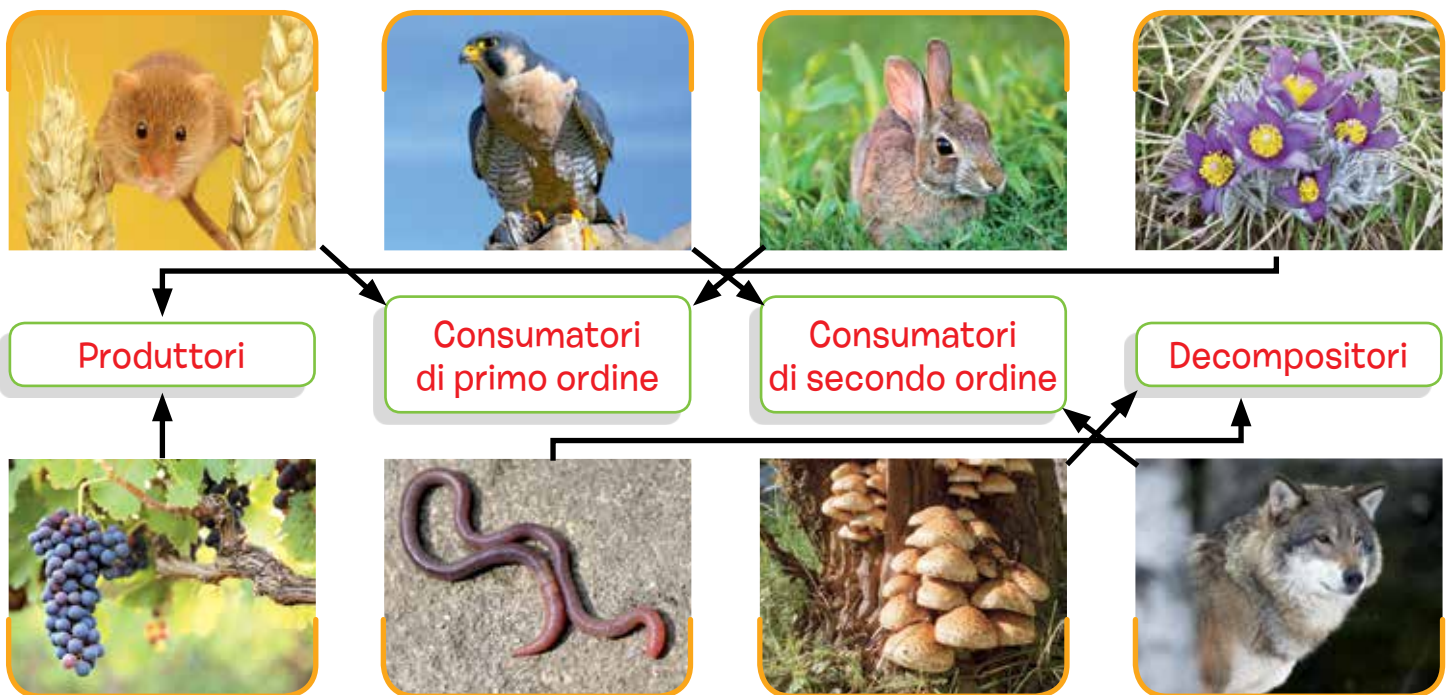 Produttori
Consumatori
di primo ordine
Consumatori
di secondo ordine
Decompositori